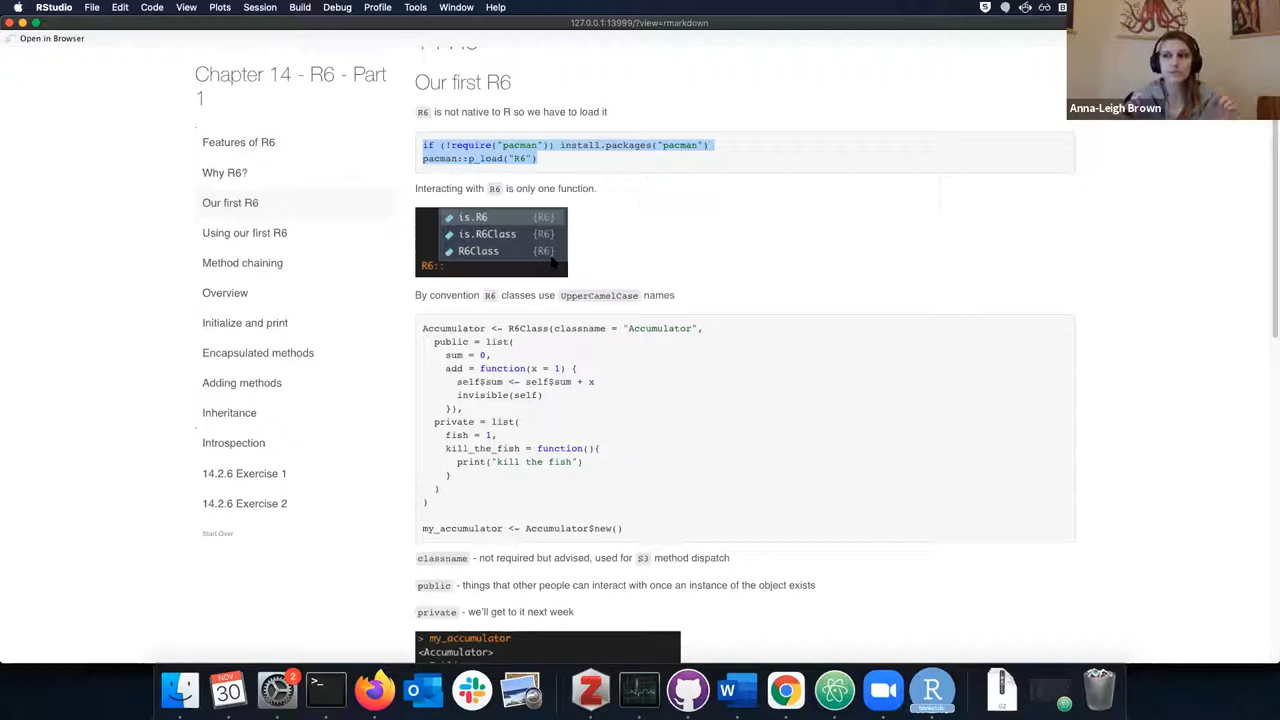 RStudio File Edit Code View Plots Session Build Debug Profile Tools Window Help
127.0.0.1:13999/?view=rmarkdown
Open in Browser
Anna-Leigh Brown
Chapter 14 - R6 - Part
1
Features of R6
Why R6?
Our first R6
Using our first R6
Method chaining
Overview
Initialize and print
Encapsulated methods
Adding methods
Inheritance
Introspection
14.2.6 Exercise 1
14.2.6 Exercise 2
Start Over
Our first R6
R6 is not native to R so we have to load it
if (!require("pacman")) install.packages("pacman")
pacman::p_load("R6")
Interacting with R6 is only one function.
is.R6 {R6}
is.R6Class {R6}
R6Class {R6}
R6::
By convention R6 classes use UpperCamelCase names
Accumulator <- R6Class(classname = "Accumulator",
public = list(
sum = 0,
add = function(x = 1) {
self$sum <- self$sum + x
invisible(self)
}),
private = list(
fish = 1,
kill_the_fish = function(){
print("kill the fish")
}
)
)
my_accumulator <- Accumulator$new()
classname - not required but advised, used for S3 method dispatch
public - things that other people can interact with once an instance of the object exists
private - we'll get to it next week
> my_accumulator
<Accumulator>
NOV
30
2